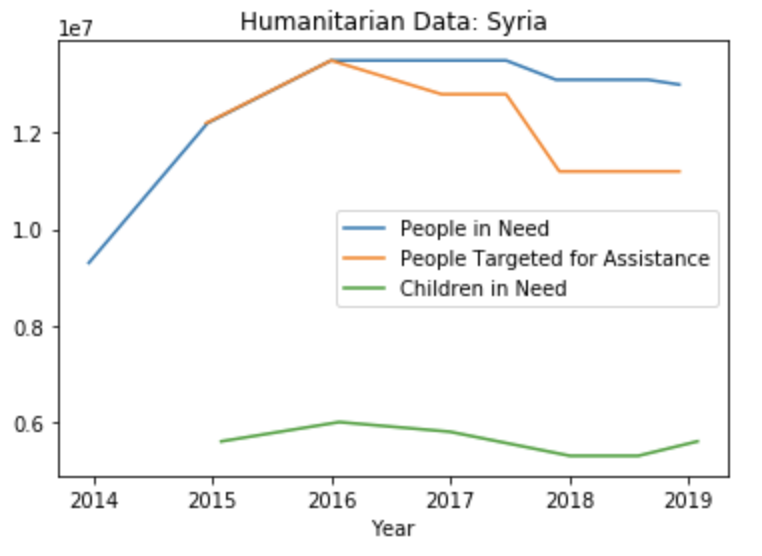 Humanitarian Data: Syria
1e7
1.2
1.0
0.8
0.6
People in Need
People Targeted for Assistance
Children in Need
2014 2015 2016 2017 2018 2019
Year